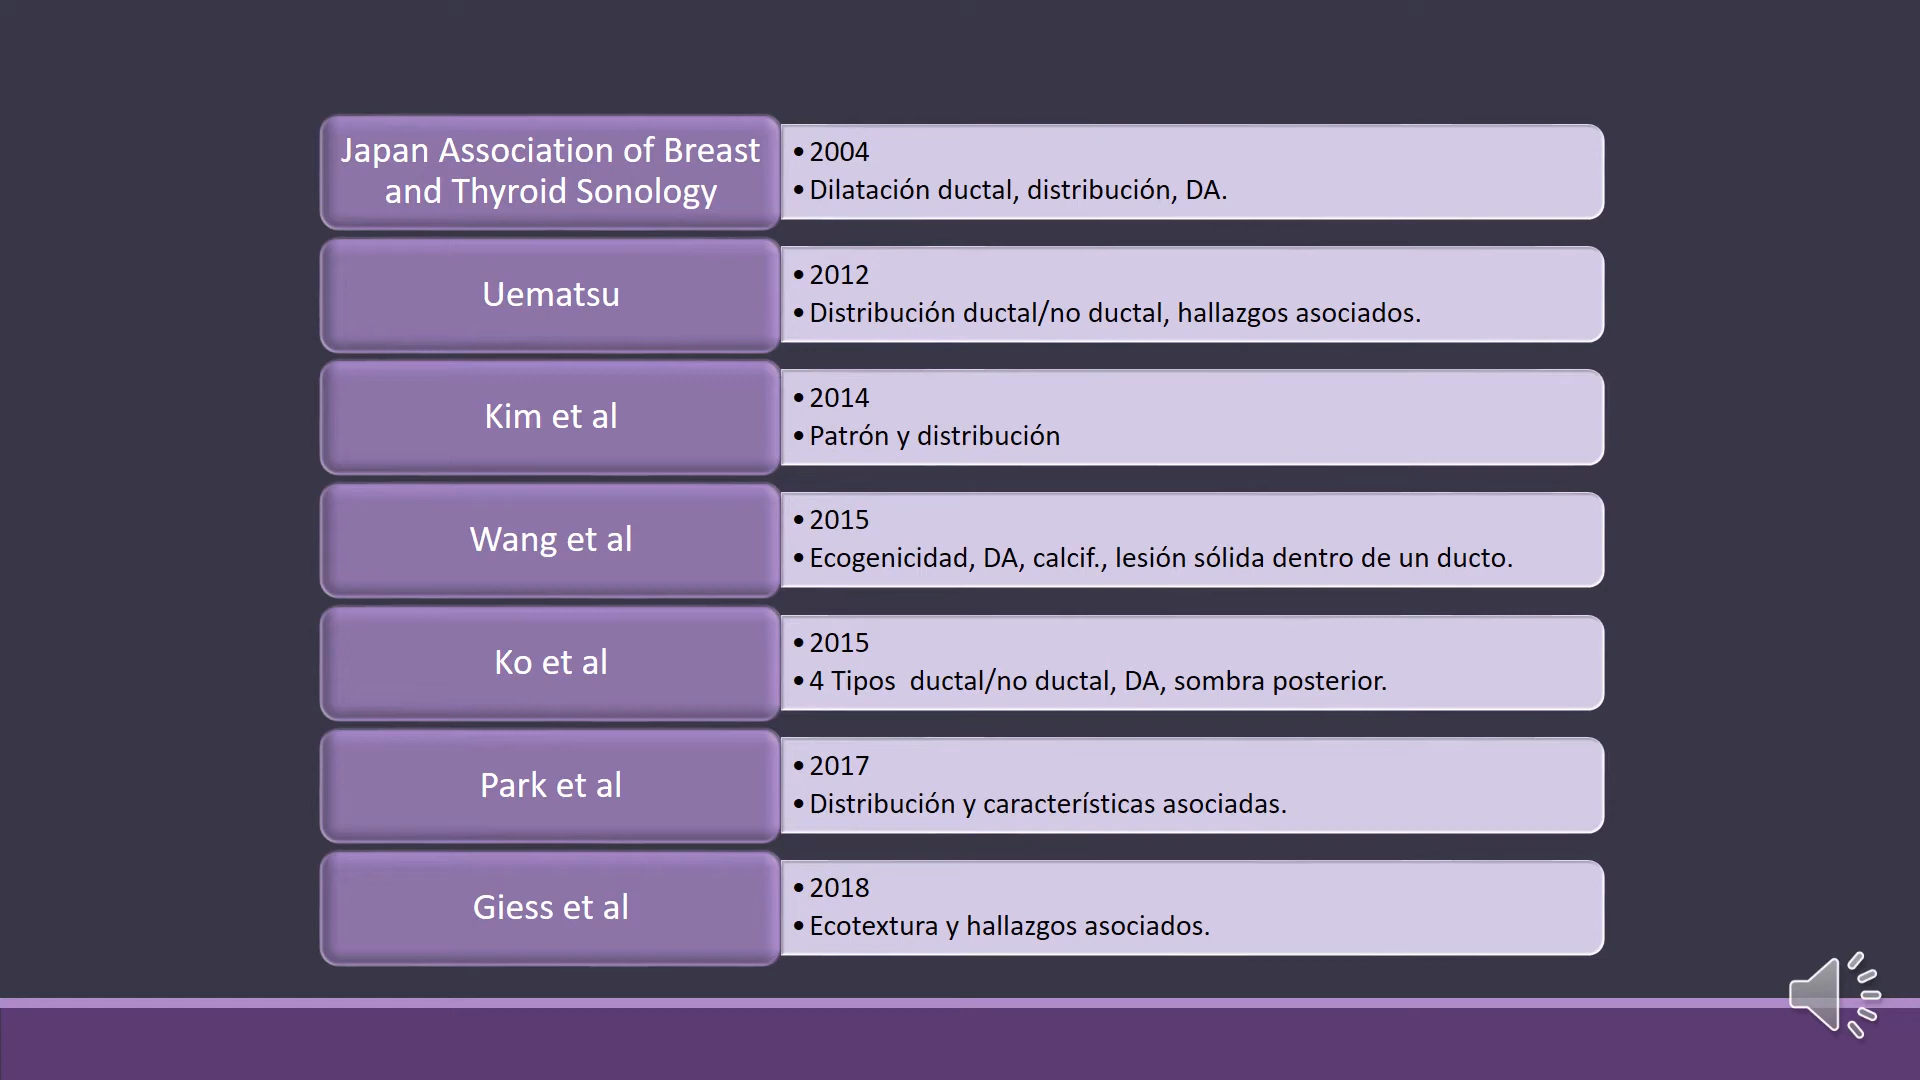 Japan Association of Breast
and Thyroid Sonology
•2004
•Dilatación ductal, distribución, DA.
Uematsu
•2012
•Distribución ductal/no ductal, hallazgos asociados.
Kim et al
•2014
•Patrón y distribución
Wang et al
•2015
•Ecogenicidad, DA, calcif., lesión sólida dentro de un ducto.
Ko et al
•2015
•4 Tipos  ductal/no ductal, DA, sombra posterior.
Park et al
•2017
•Distribución y características asociadas.
Giess et al
•2018
•Ecotextura y hallazgos asociados.